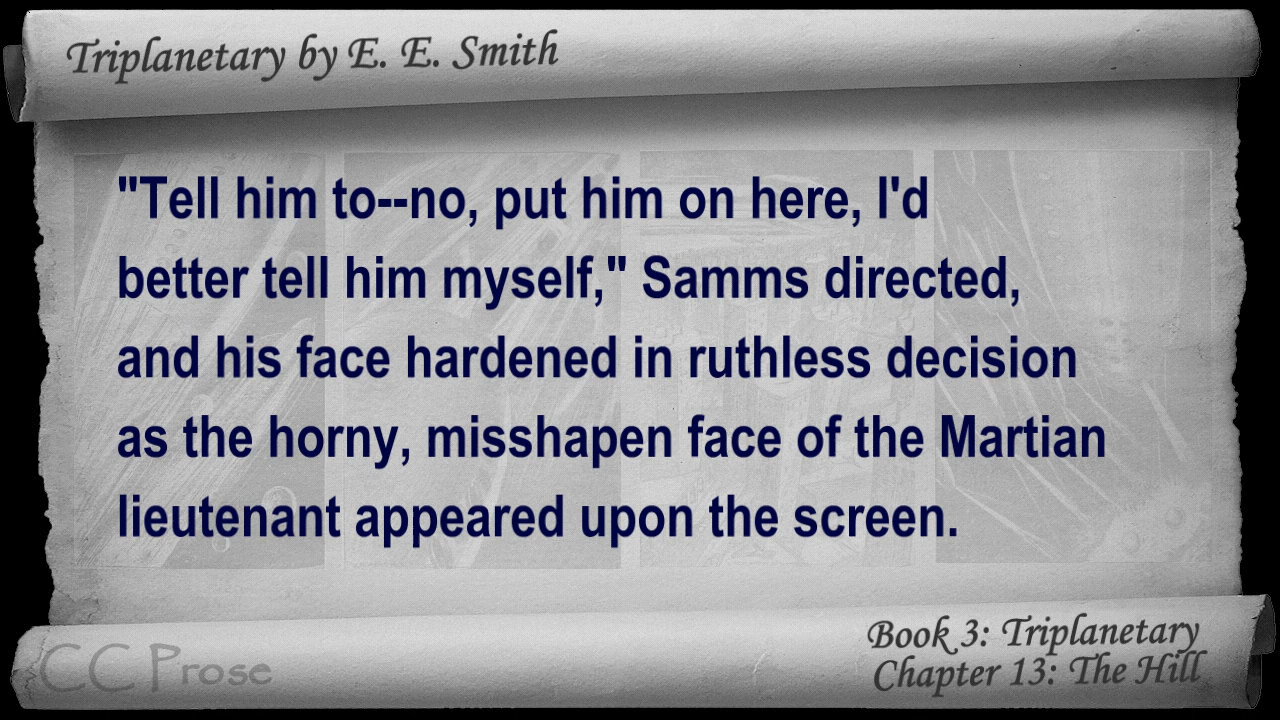 Triplanetary by E. E. Smith
"Tell him to--no, put him on here, I'd
better tell him myself," Samms directed,
and his face hardened in ruthless decision
as the horny, misshapen face of the Martian
lieutenant appeared upon the screen.
CC Prose
Book 3: Triplanetary
Chapter 13: The Hill